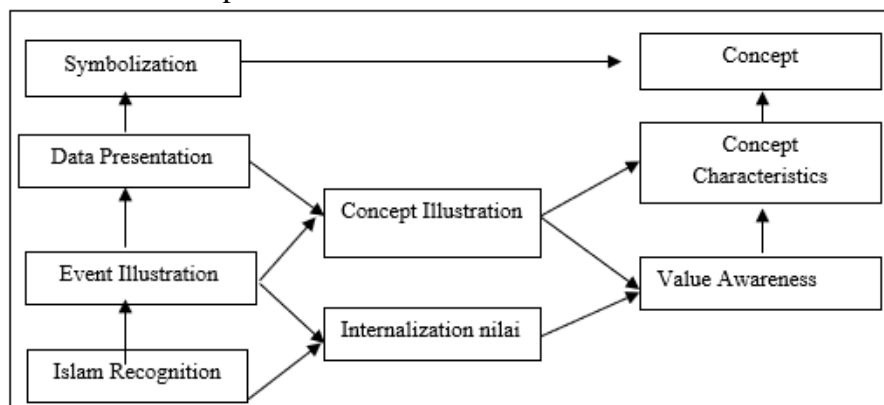 Symbolization
Concept
Data Presentation
Concept
Characteristics
Concept Illustration
Event Illustration
Value Awareness
Internalization nilai
Islam Recognition